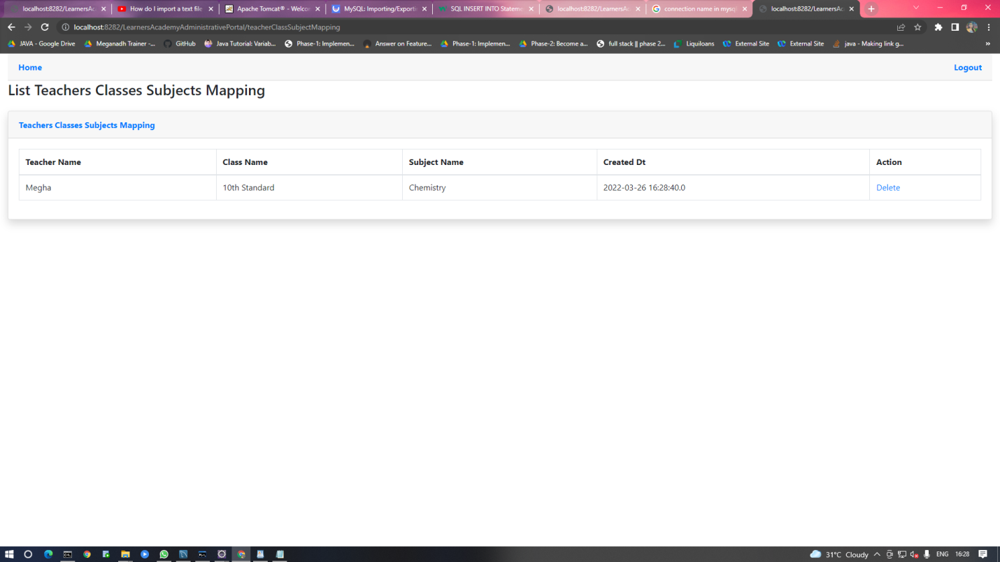 localhost:8282/LearnersAc How do I import a text file Apache Tomcat® - Welcor MySQL: Importing/Exporti SQL INSERT INTO Stateme localhost:8282/LearnersAc connection name in mysql localhost:8282/LearnersAc
localhost:8282/LearnersAcademyAdministrativePortal/teacherClassSubjectMapping
JAVA - Google Drive Meganadh Trainer -... GitHub Java Tutorial: Variab... Phase-1: Implemen... Answer on Feature... Phase-1: Implemen... Phase-2: Become a... full stack || phase 2... Liquiloans External Site External Site java - Making link g... »
Home Logout
List Teachers Classes Subjects Mapping
Teachers Classes Subjects Mapping
Teacher Name Class Name Subject Name Created Dt Action
Megha 10th Standard Chemistry 2022-03-26 16:28:40.0 Delete
31°C Cloudy ENG 16:28